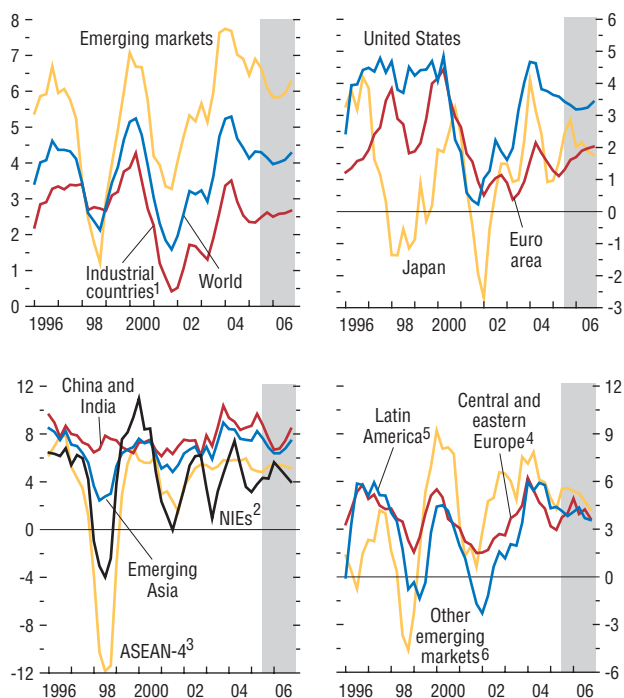 8
7
6
5
4
3
2
1
0
Emerging markets
Industrial
countries1
World
1996
98
2000
02
04
06
6
5
4
3
2
1
0
-1
-2
-3
United States
Japan
Euro
area
1996
98
2000
02
04
06
12
8
4
0
-4
-8
-12
China and
India
NIEs2
Emerging
Asia
ASEAN-43
1996
98
2000
02
04
06
12
9
6
3
0
-3
-6
Latin
America5
Central and
eastern
Europe4
Other
emerging
markets6
1996
98
2000
02
04
06